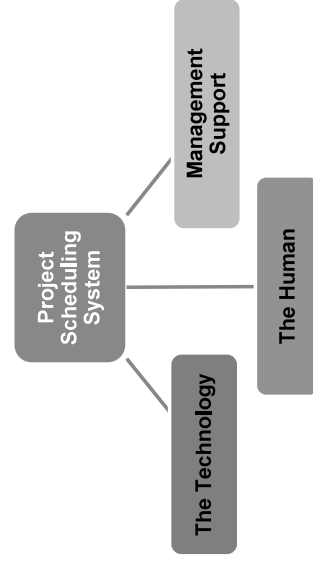 Project
Scheduling
System
The Technology
The Human
Management
Support